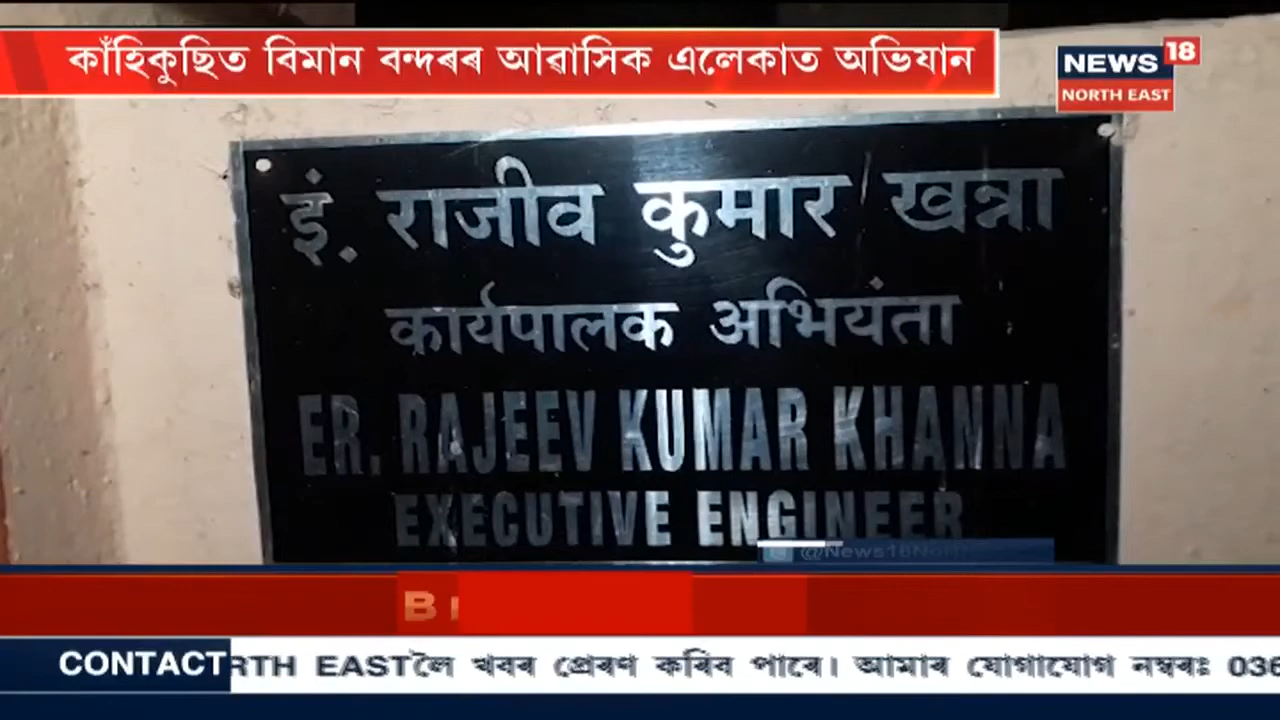 কাঁহিকুছিত বিমান বন্দৰৰ আৱাসিক এলেকাত অভিযান
NEWS 18
NORTH EAST
इं. राजीव कुमार खन्ना
कार्यपालक अभियंता
ER. RAJEEV KUMAR KHANNA
EXECUTIVE ENGINEER
@News18North
B
CONTACT
RTH EASTলৈ খবৰ প্ৰেৰণ কৰিব পাৰে। আমাৰ যোগাযোগ নম্বৰঃ 036